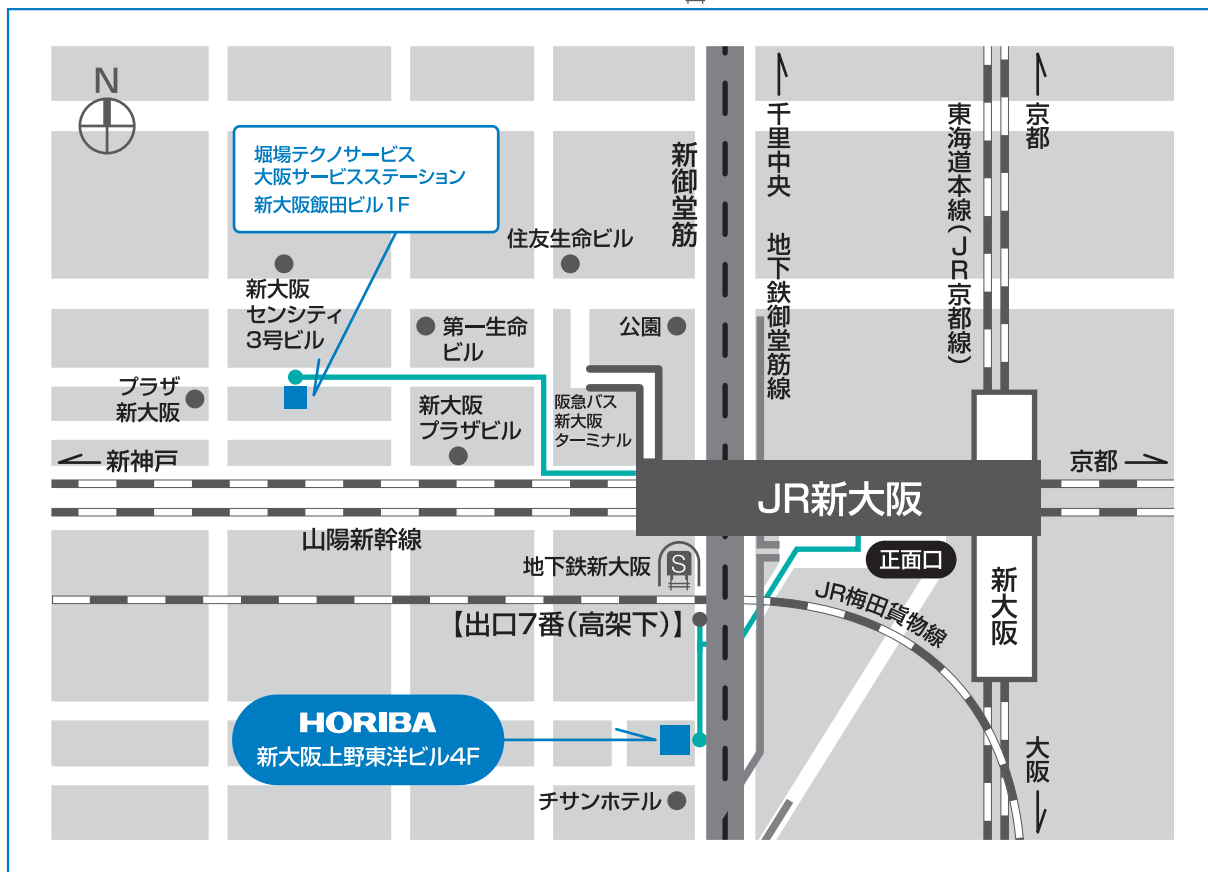 N
堀場テクノサービス
大阪サービスステーション
新大阪飯田ビル1F
新御堂筋
千里中央
地下鉄御堂筋線
東海道本線(JR京都線)
京都
住友生命ビル
新大阪
センシティ
3号ビル
第一生命
ビル
公園
プラザ
新大阪
新大阪
プラザビル
阪急バス
新大阪
ターミナル
新神戸
JR新大阪
京都
山陽新幹線
地下鉄新大阪
S
正面口
新大阪
JR梅田貨物線
【出口7番(高架下)】
HORIBA
新大阪上野東洋ビル4F
大阪
チサンホテル